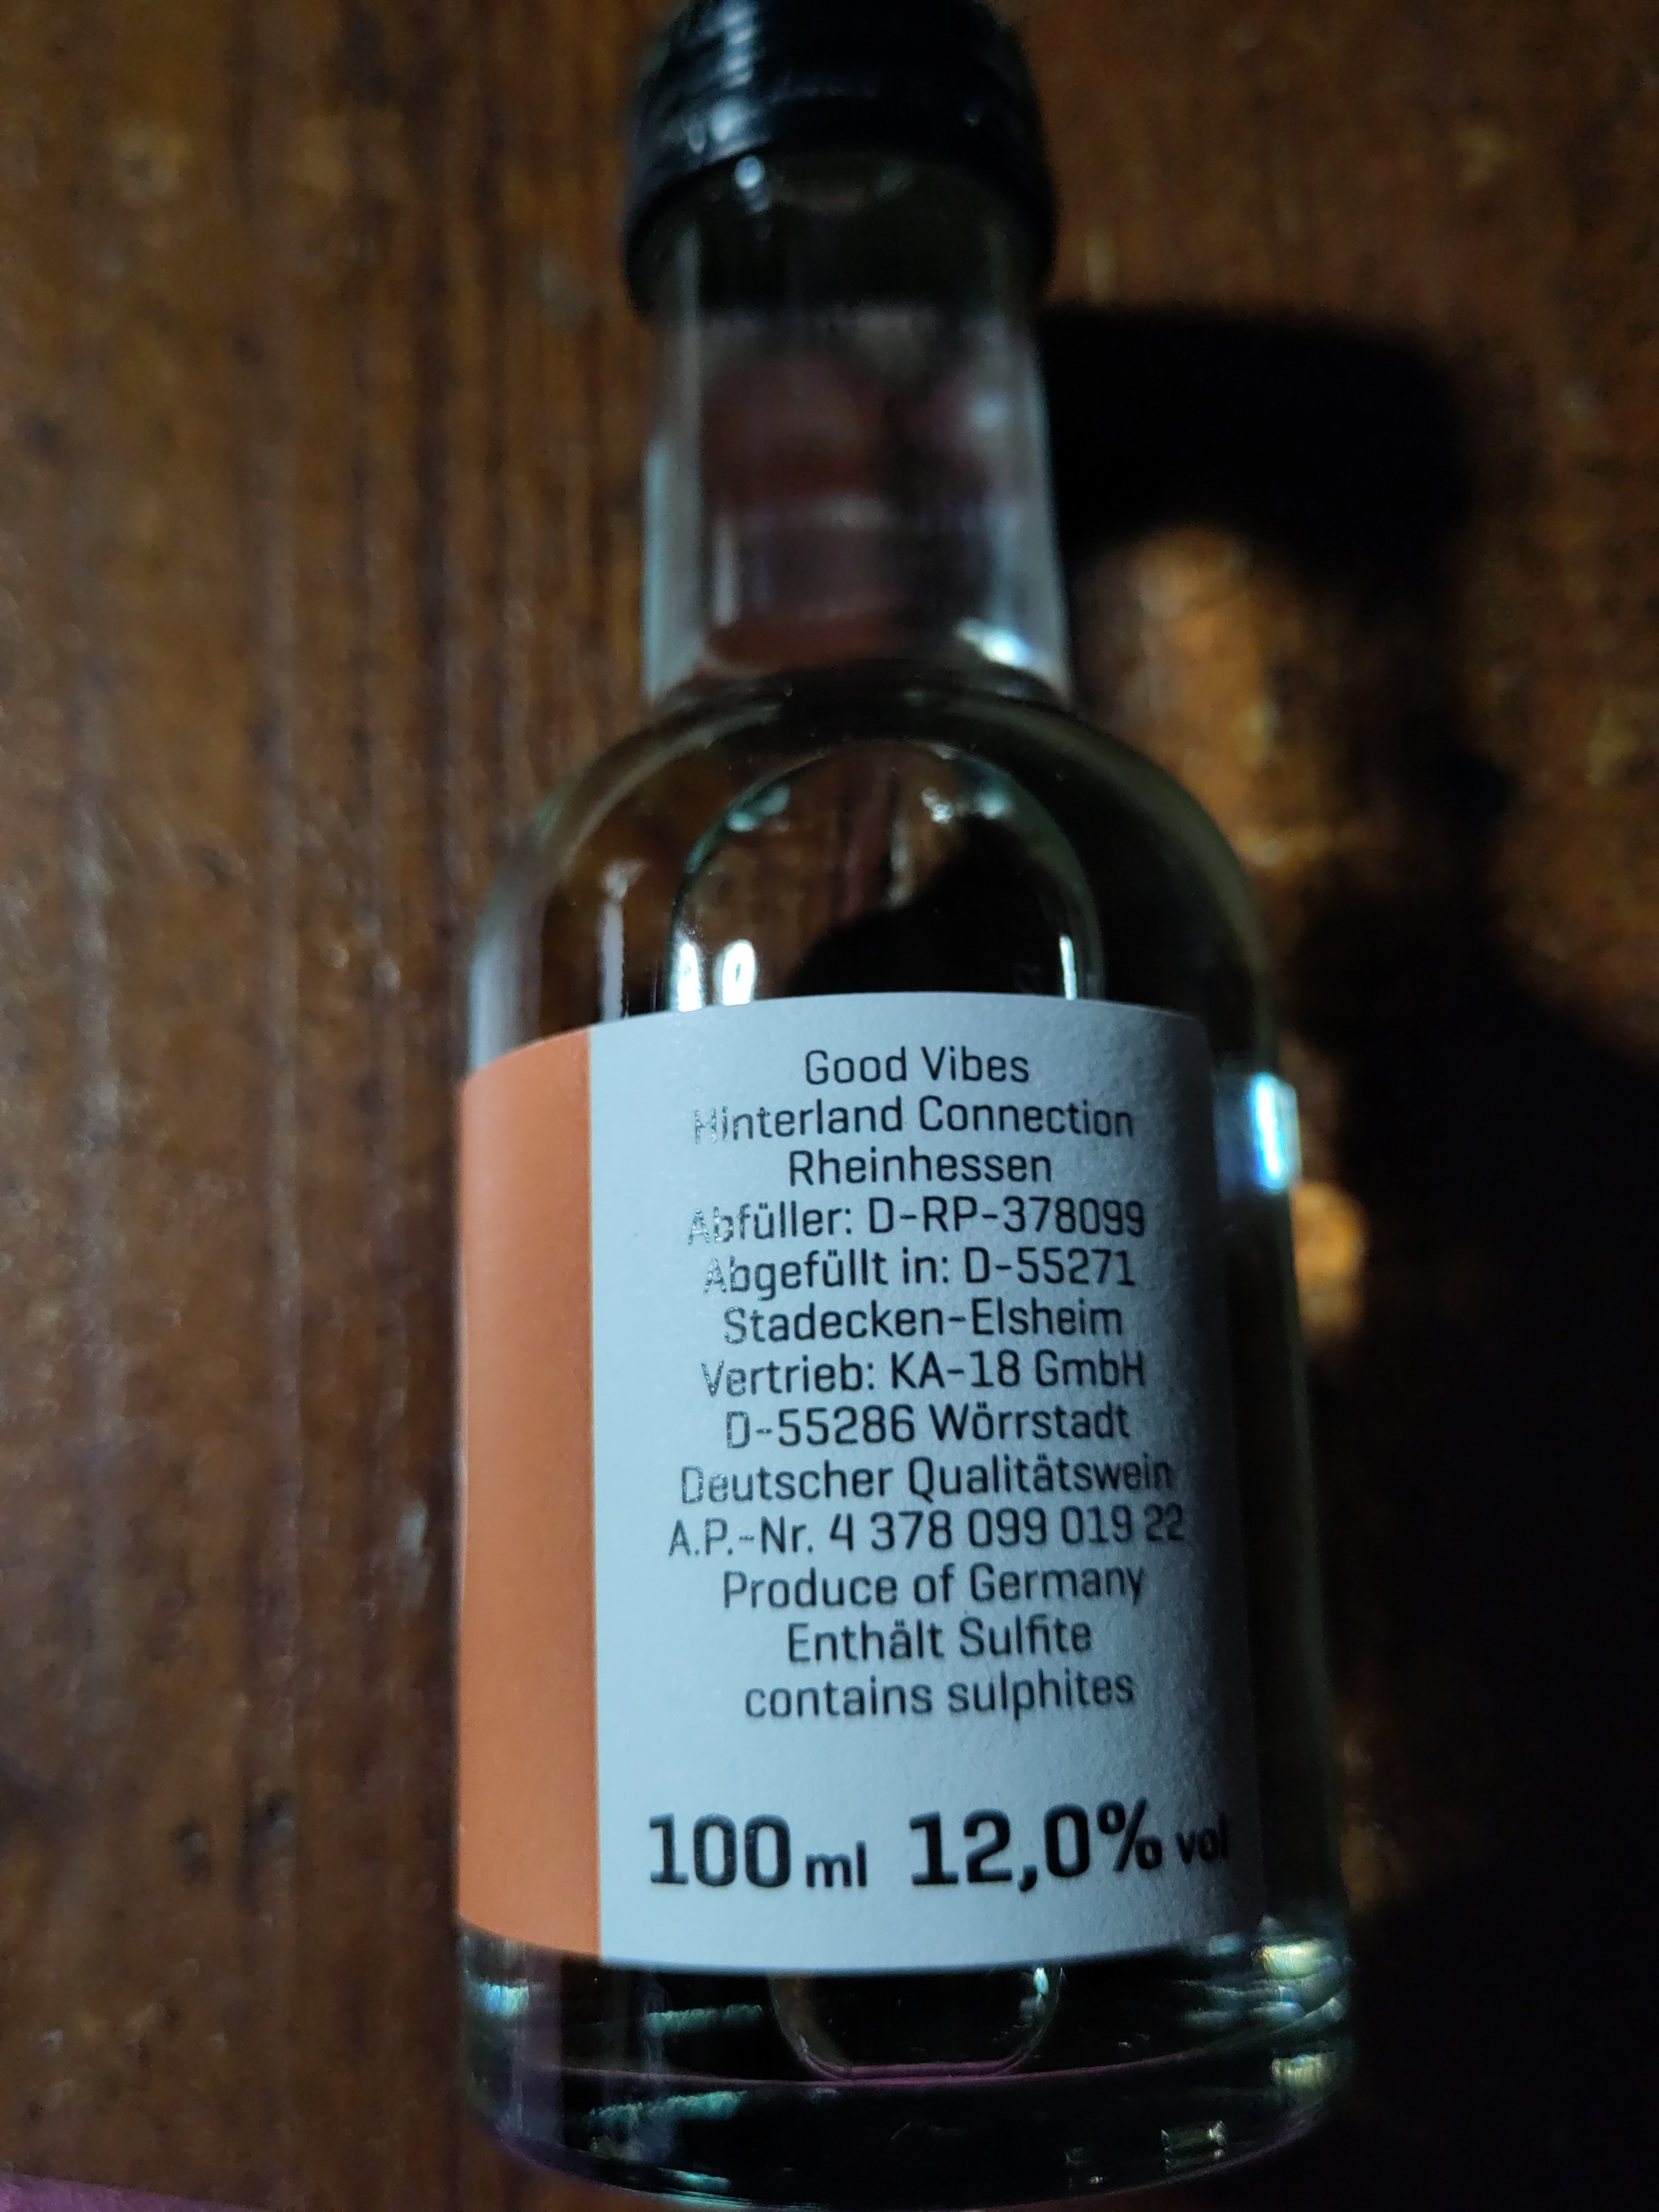 Good Vibes
Hinterland Connection
Rheinhessen
Abfüller: D-RP-378099
Abgefüllt in: D-55271
Stadecken-Elsheim
Vertrieb: KA-18 GmbH
D-55286 Wörrstadt
Deutscher Qualitätswein
A.P.-Nr. 4 378 099 019 22
Produce of Germany
Enthält Sulfite
contains sulphites
100 ml 12,0% vol